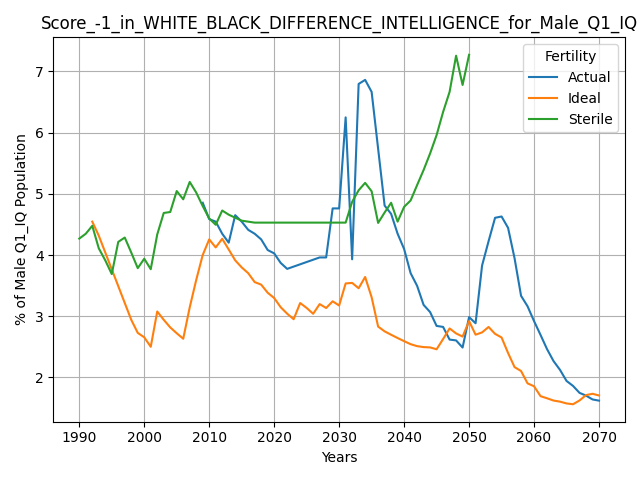 Score_-1_in_WHITE_BLACK_DIFFERENCE_INTELLIGENCE_for_Male_Q1_IQ
% of Male Q1_IQ Population
7
6
5
4
3
2
Fertility
Actual
Ideal
Sterile
1990 2000 2010 2020 2030 2040 2050 2060 2070
Years